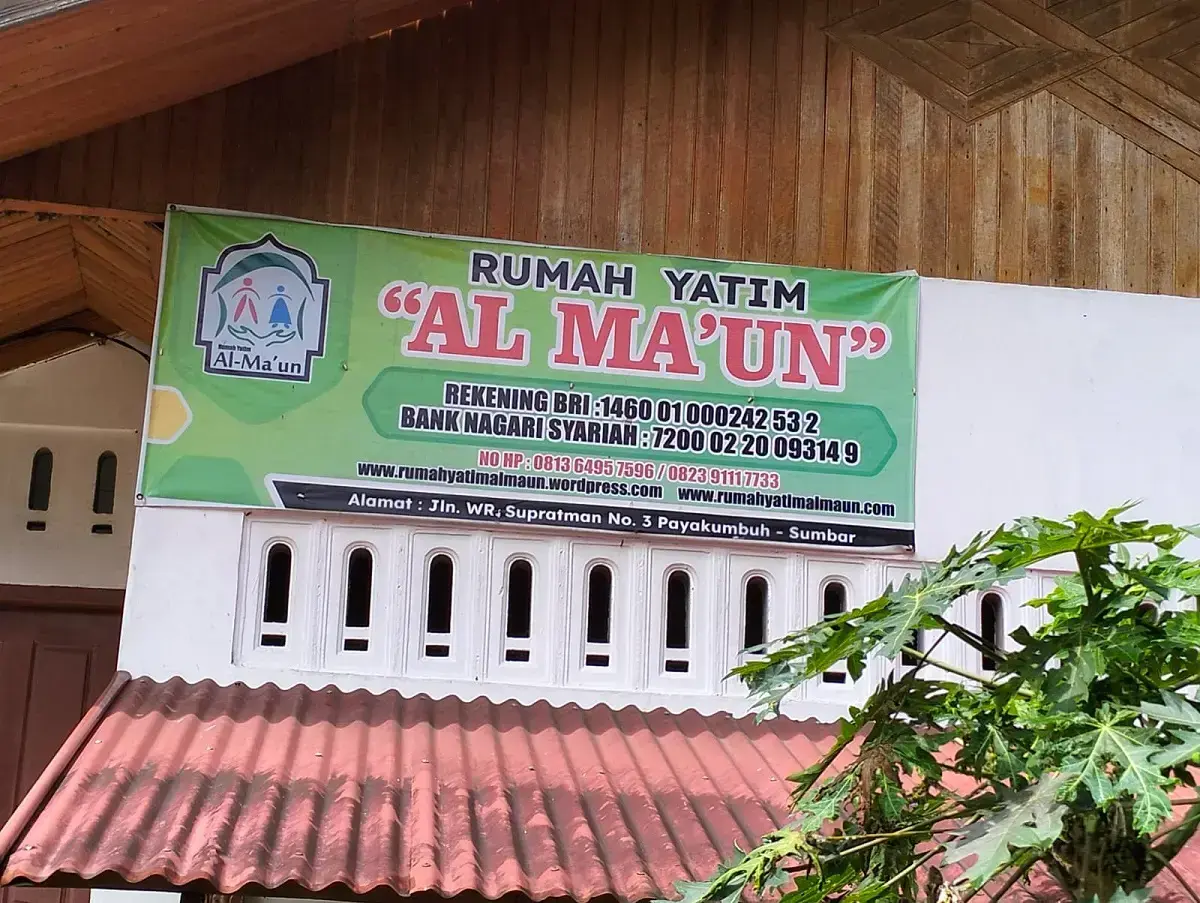 RUMAH YATIM
“AL MA’UN”
Rumah Yatim
Al-Ma’un
REKENING BRI :1460 01 000242 53 2
BANK NAGARI SYARIAH : 7200 02 20 09314 9
NO HP : 0813 6495 7596 / 0823 9111 7733
www.rumahyatimalmaun.wordpress.com www.rumahyatimalmaun.com
Alamat : Jln. WR. Supratman No. 3 Payakumbuh - Sumbar